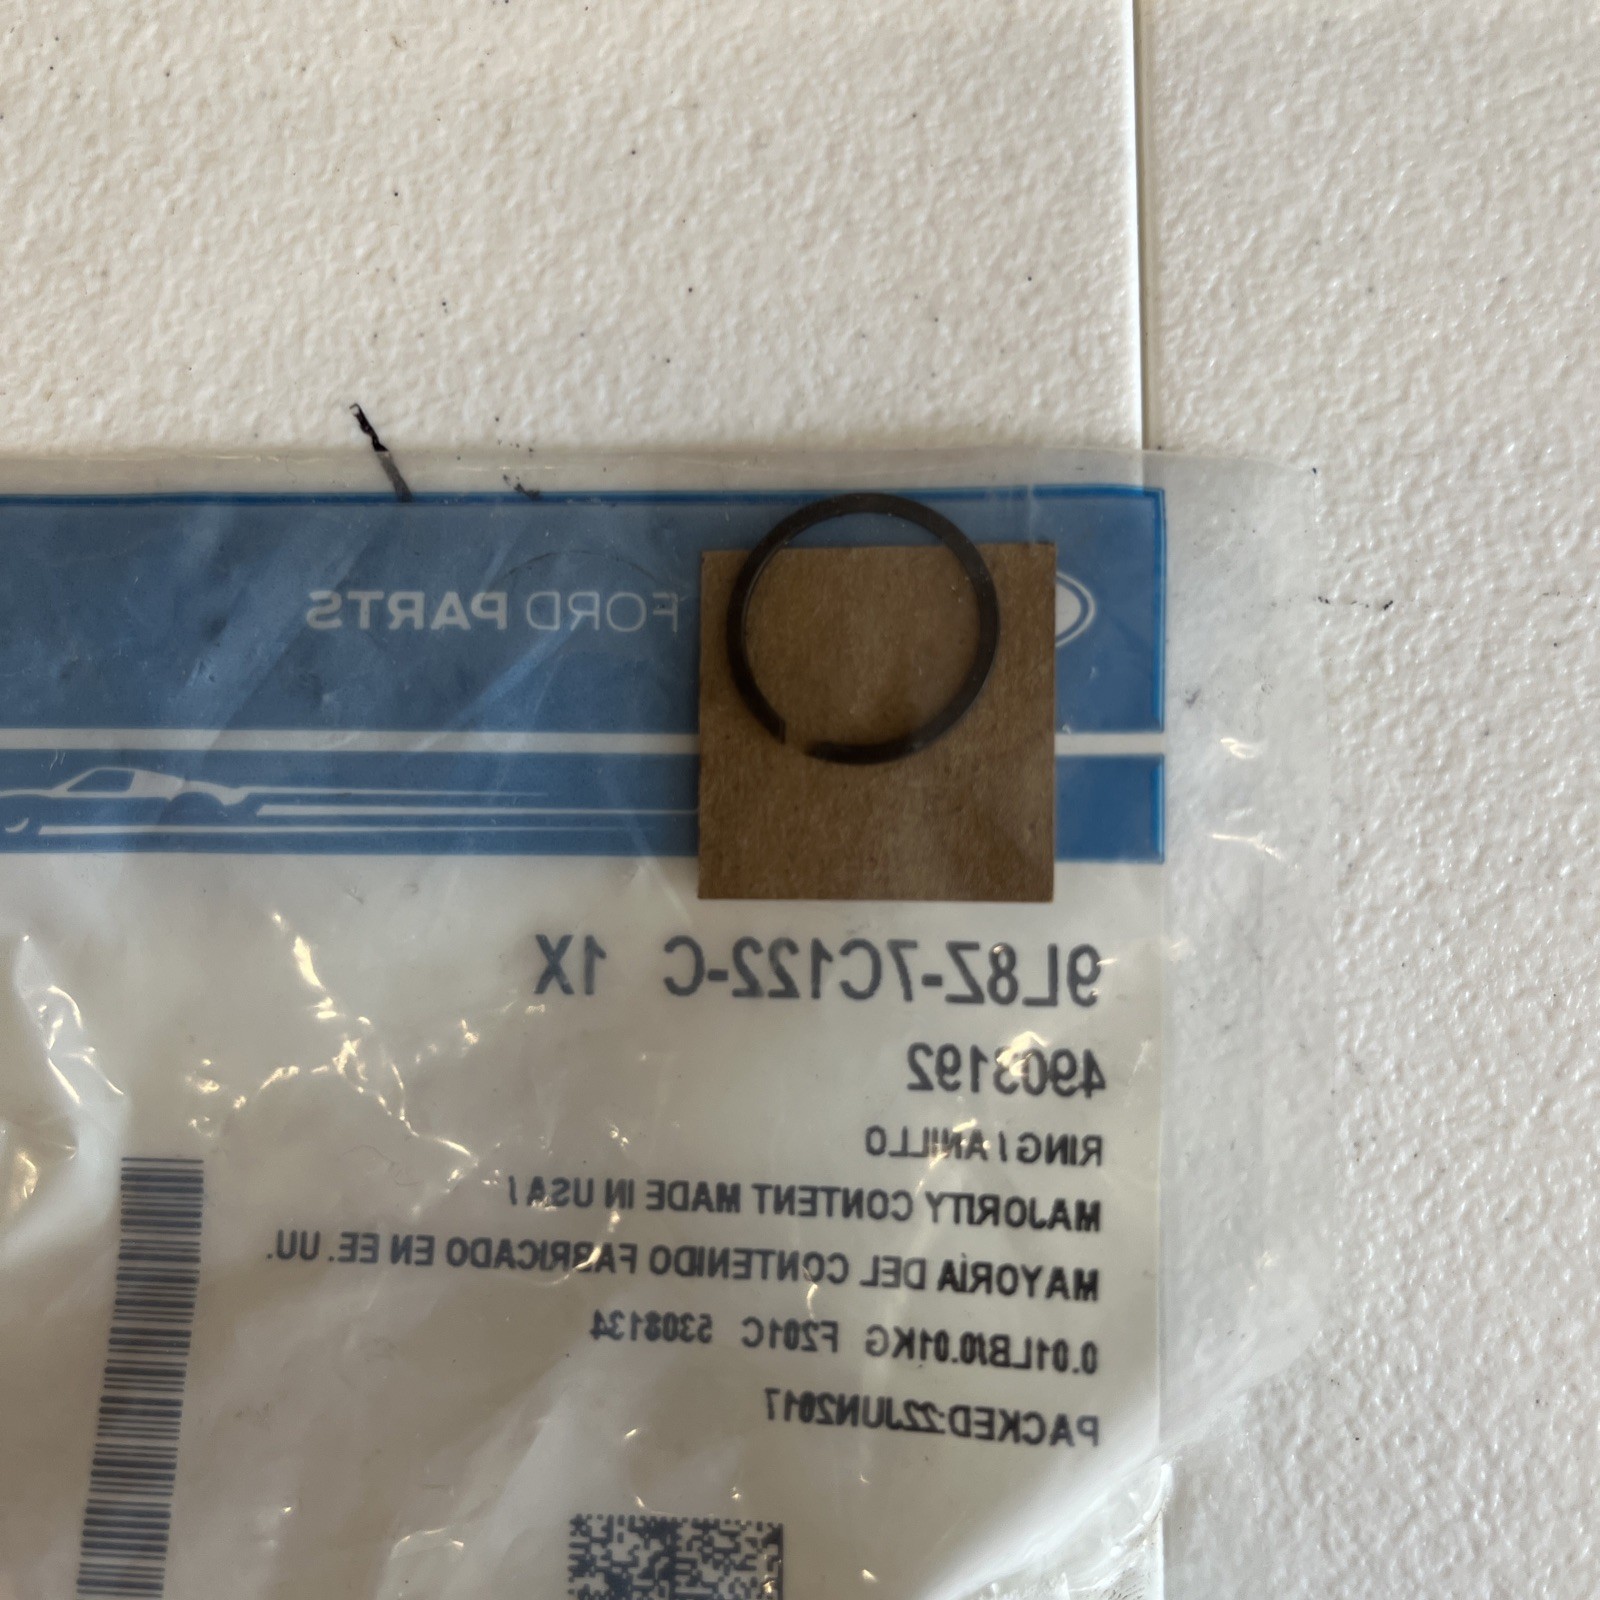 FORD PARTS
9L8Z-7C122-C 1X
4903192
RING / ANILLO
MAJORITY CONTENT MADE IN USA /
MAYORÍA DEL CONTENIDO FABRICADO EN EE. UU.
0.01LB/0.01KG F201C 5308134
PACKED:22JUN2017